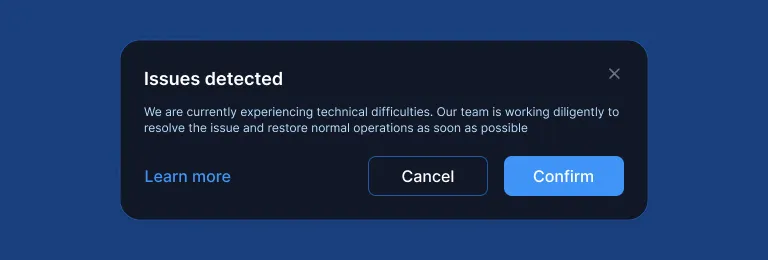 Issues detected
We are currently experiencing technical difficulties. Our team is working diligently to
resolve the issue and restore normal operations as soon as possible
Learn more
Cancel
Confirm